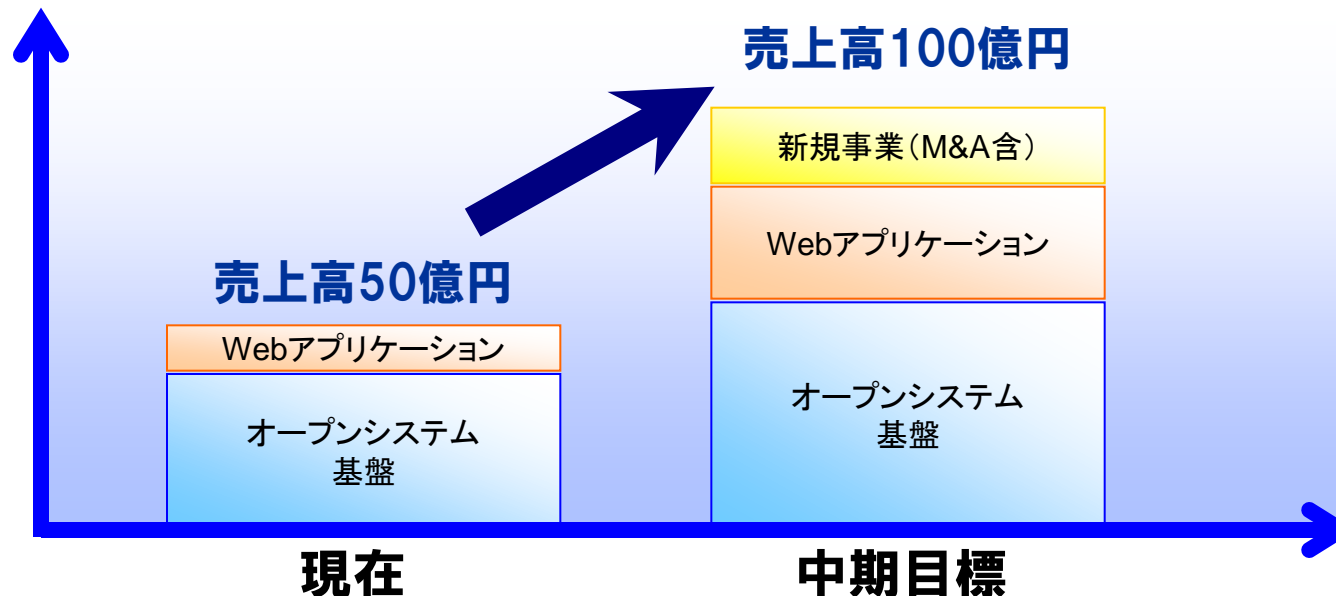 売上高100億円
新規事業(M&A含)
Webアプリケーション
オープンシステム
基盤
売上高50億円
Webアプリケーション
オープンシステム
基盤
現在
中期目標